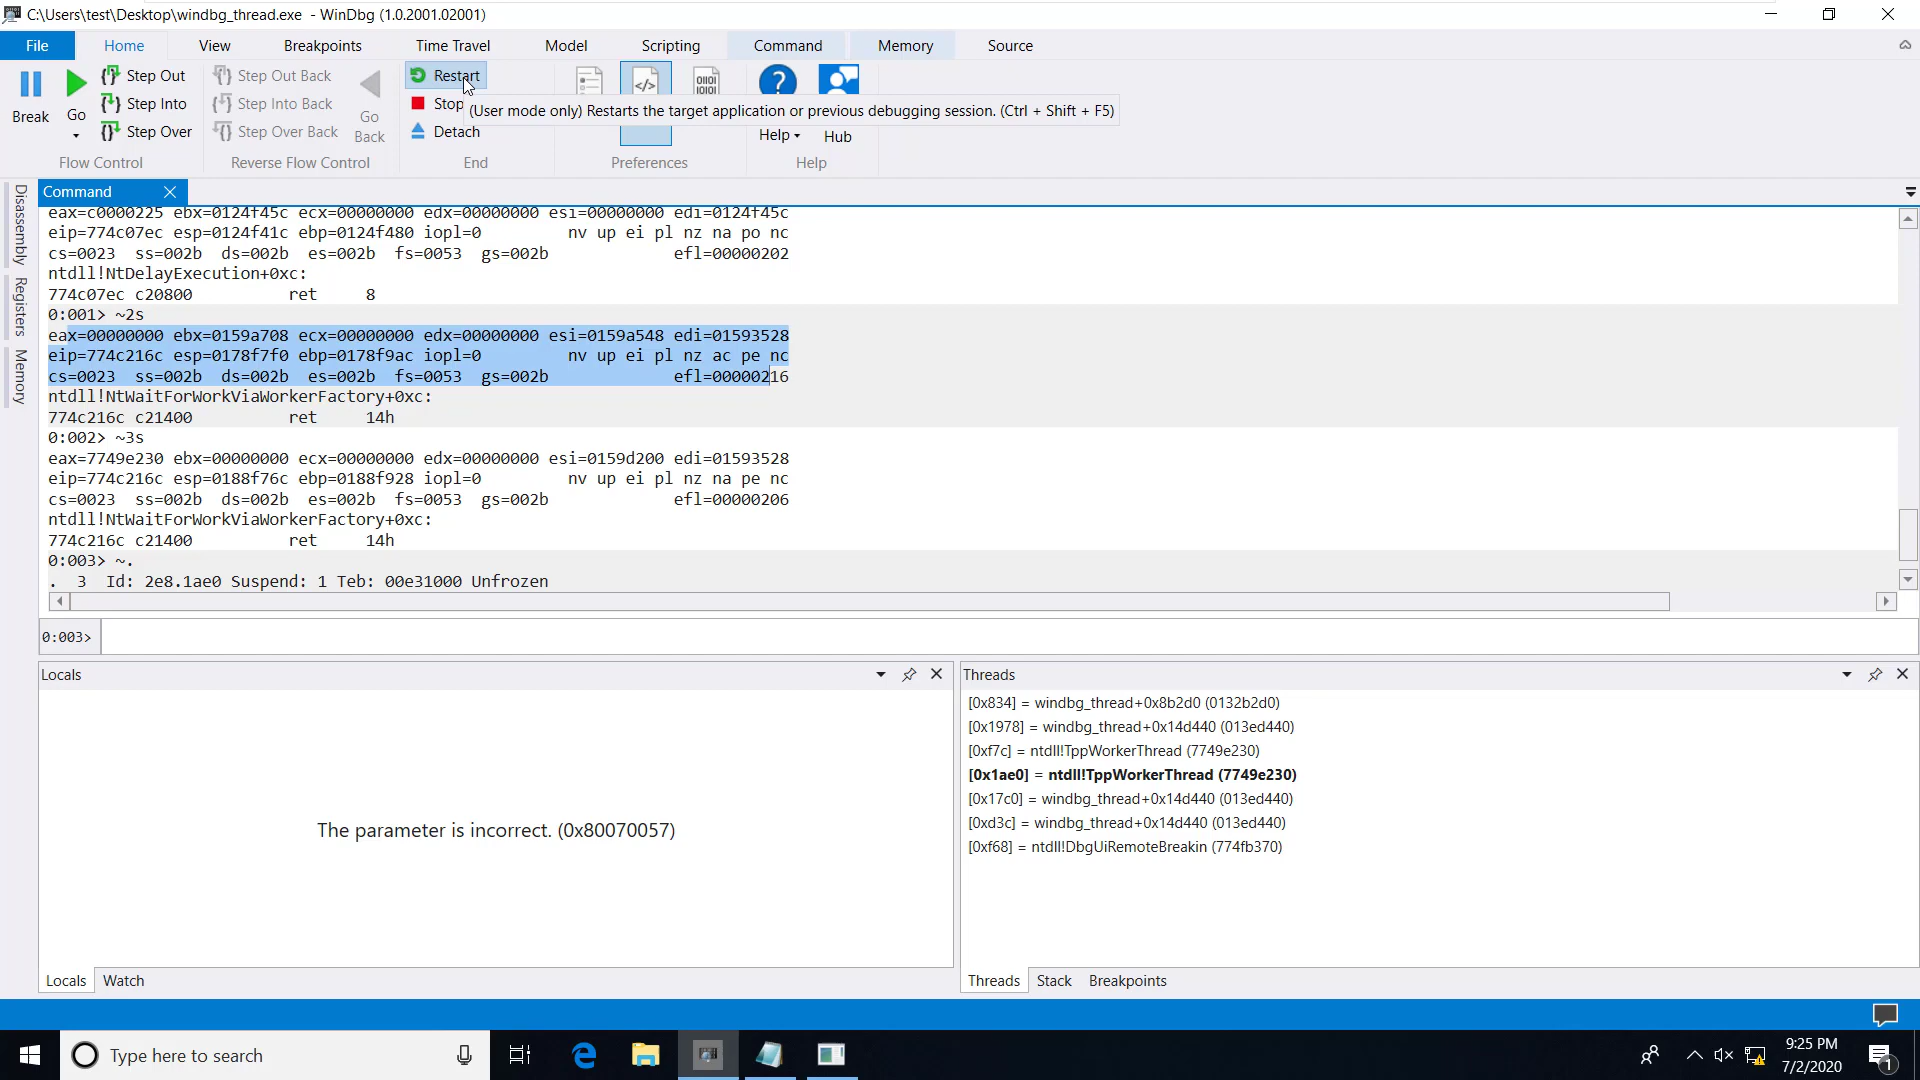 C:\Users\test\Desktop\windbg_thread.exe - WinDbg (1.0.2001.02001)
File Home View Breakpoints Time Travel Model Scripting Command Memory Source
Break
Go
Step Out
Step Into
Step Over
Flow Control
Step Out Back
Step Into Back
Step Over Back
Go Back
Reverse Flow Control
Restart
Stop
Detach
End
(User mode only) Restarts the target application or previous debugging session. (Ctrl + Shift + F5)
Preferences
Help
Hub
Help
Disassembly
Registers
Memory
Command
eax=c0000225 ebx=0124f45c ecx=00000000 edx=00000000 esi=00000000 edi=0124f45c
eip=774c07ec esp=0124f41c ebp=0124f480 iopl=0 nv up ei pl nz na po nc
cs=0023 ss=002b ds=002b es=002b fs=0053 gs=002b efl=00000202
ntdll!NtDelayExecution+0xc:
774c07ec c20800 ret 8
0:001> ~2s
eax=00000000 ebx=0159a708 ecx=00000000 edx=00000000 esi=0159a548 edi=01593528
eip=774c216c esp=0178f7f0 ebp=0178f9ac iopl=0 nv up ei pl nz ac pe nc
cs=0023 ss=002b ds=002b es=002b fs=0053 gs=002b efl=00000216
ntdll!NtWaitForWorkViaWorkerFactory+0xc:
774c216c c21400 ret 14h
0:002> ~3s
eax=7749e230 ebx=00000000 ecx=00000000 edx=00000000 esi=0159d200 edi=01593528
eip=774c216c esp=0188f76c ebp=0188f928 iopl=0 nv up ei pl nz na pe nc
cs=0023 ss=002b ds=002b es=002b fs=0053 gs=002b efl=00000206
ntdll!NtWaitForWorkViaWorkerFactory+0xc:
774c216c c21400 ret 14h
0:003> ~.
. 3 Id: 2e8.1ae0 Suspend: 1 Teb: 00e31000 Unfrozen
0:003>
Locals
The parameter is incorrect. (0x80070057)
Locals Watch
Threads
[0x834] = windbg_thread+0x8b2d0 (0132b2d0)
[0x1978] = windbg_thread+0x14d440 (013ed440)
[0xf7c] = ntdll!TppWorkerThread (7749e230)
[0x1ae0] = ntdll!TppWorkerThread (7749e230)
[0x17c0] = windbg_thread+0x14d440 (013ed440)
[0xd3c] = windbg_thread+0x14d440 (013ed440)
[0xf68] = ntdll!DbgUiRemoteBreakin (774fb370)
Threads Stack Breakpoints
Type here to search
9:25 PM
7/2/2020
1